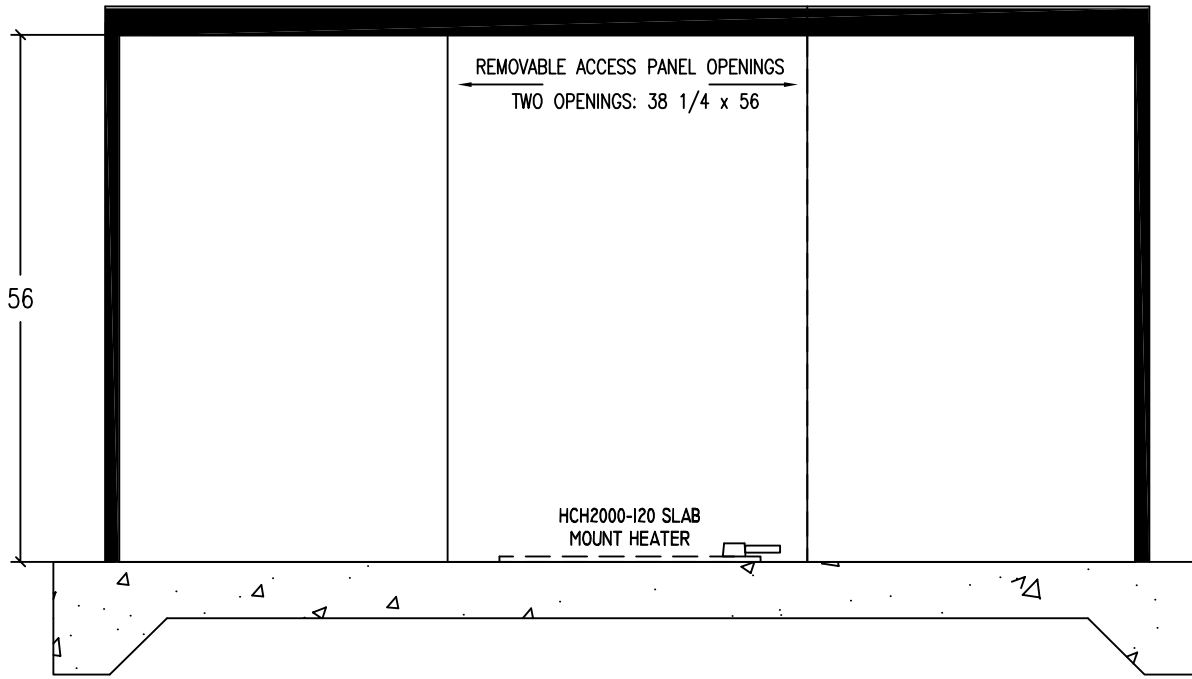 REMOVABLE ACCESS PANEL OPENINGS
TWO OPENINGS: 38 1/4 x 56
56
HCH2000-120 SLAB
MOUNT HEATER